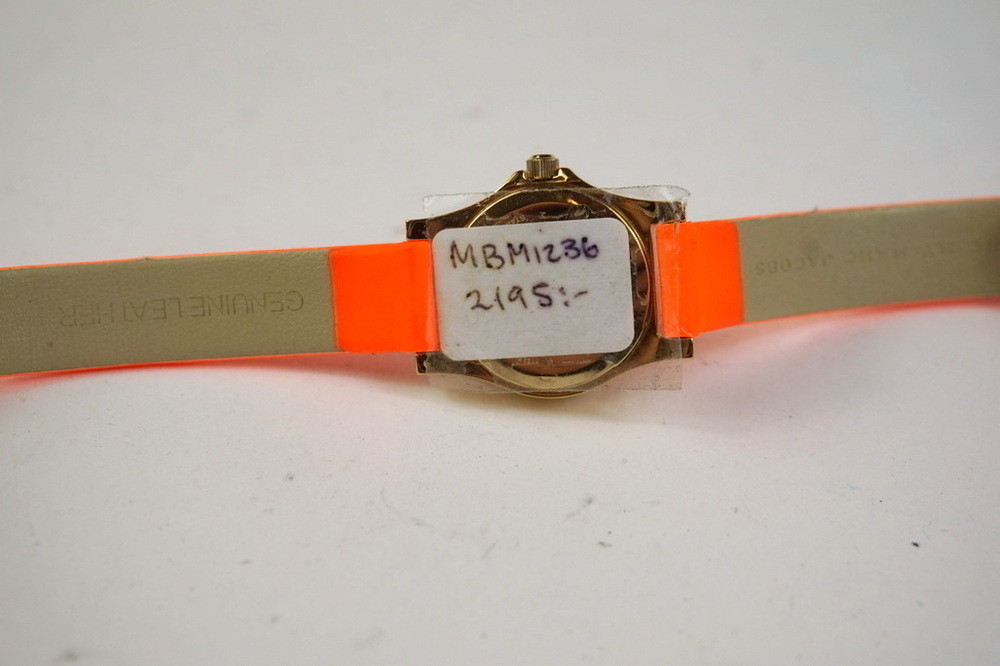 MBM1236
2195:-
GENUINE LEATHER
MARC JACOBS